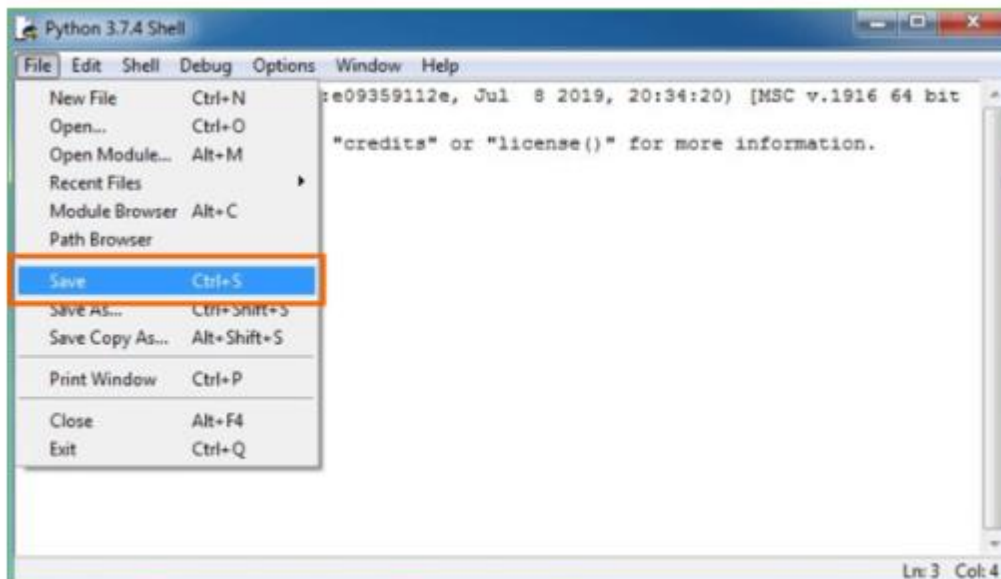 Python 3.7.4 Shell
File Edit Shell Debug Options Window Help
New File Ctrl+N
:e09359112e, Jul 8 2019, 20:34:20) [MSC v.1916 64 bit
Open... Ctrl+O
"credits" or "license()" for more information.
Open Module... Alt+M
Recent Files
Module Browser Alt+C
Path Browser
Save Ctrl+S
Save As... Ctrl+Shift+S
Save Copy As... Alt+Shift+S
Print Window Ctrl+P
Close Alt+F4
Exit Ctrl+Q
Ln: 3 Col: 4